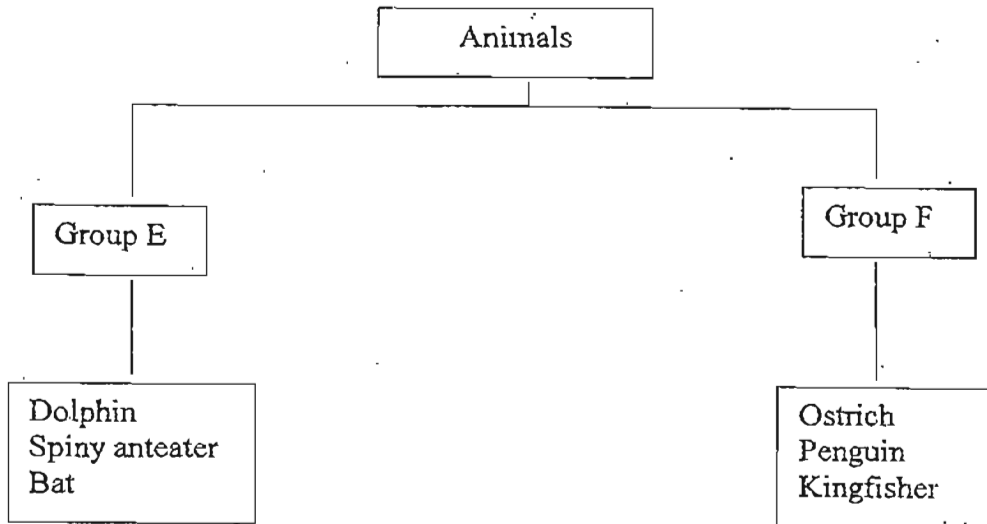 Animals
Group E
Group F
Dolphin
Spiny anteater
Bat
Ostrich
Penguin
Kingfisher